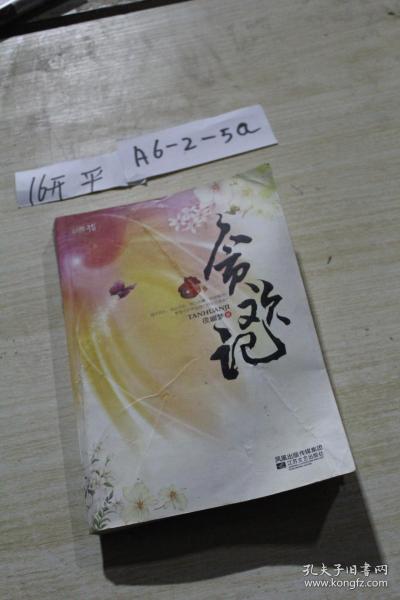 16开平
A6-2-5a
贪欢记
TANHUANJI
凤凰出版传媒集团
江苏文艺出版社
孔夫子旧书网
www.kongfz.com